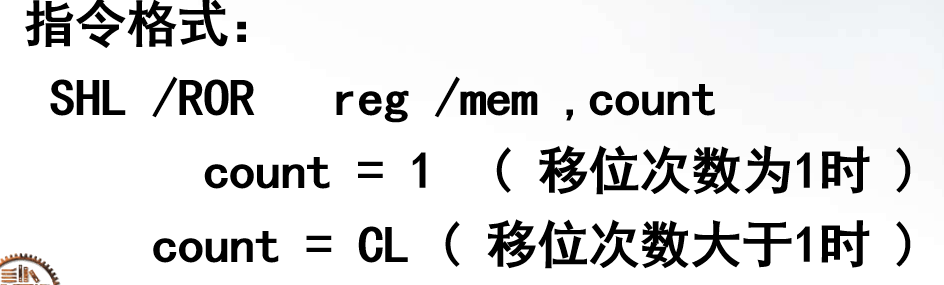 指令格式：
SHL /ROR reg /mem ,count
count = 1 （ 移位次数为1时 ）
count = CL （ 移位次数大于1时 ）